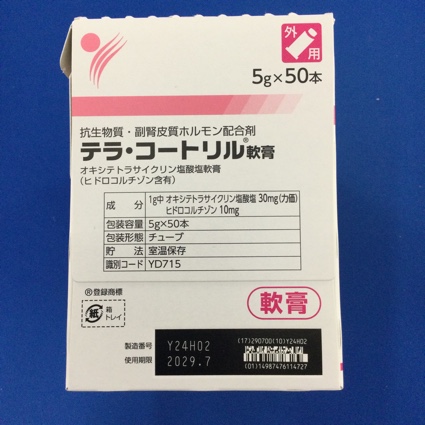 外
用
5g×50本
抗生物質・副腎皮質ホルモン配合剤
テラ・コートリル®軟膏
オキシテトラサイクリン塩酸塩軟膏
(ヒドロコルチゾン含有)
成分 1g中 オキシテトラサイクリン塩酸塩 30mg(力価)
ヒドロコルチゾン 10mg
包装容量 5g×50本
包装形態 チューブ
貯法 室温保存
識別コード YD715
®登録商標
紙 箱
トレイ
軟膏
製造番号 Y24H02
使用期限 2029.7
(17)290700(10)Y24H02
(01)14987476114727